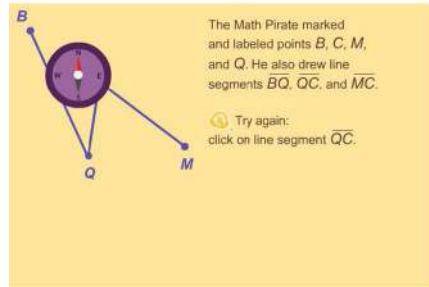 B
The Math Pirate marked
and labeled points B, C, M,
and Q. He also drew line
segments BQ, QC, and MC.
N
W E
S
Try again:
click on line segment QC.
M
Q